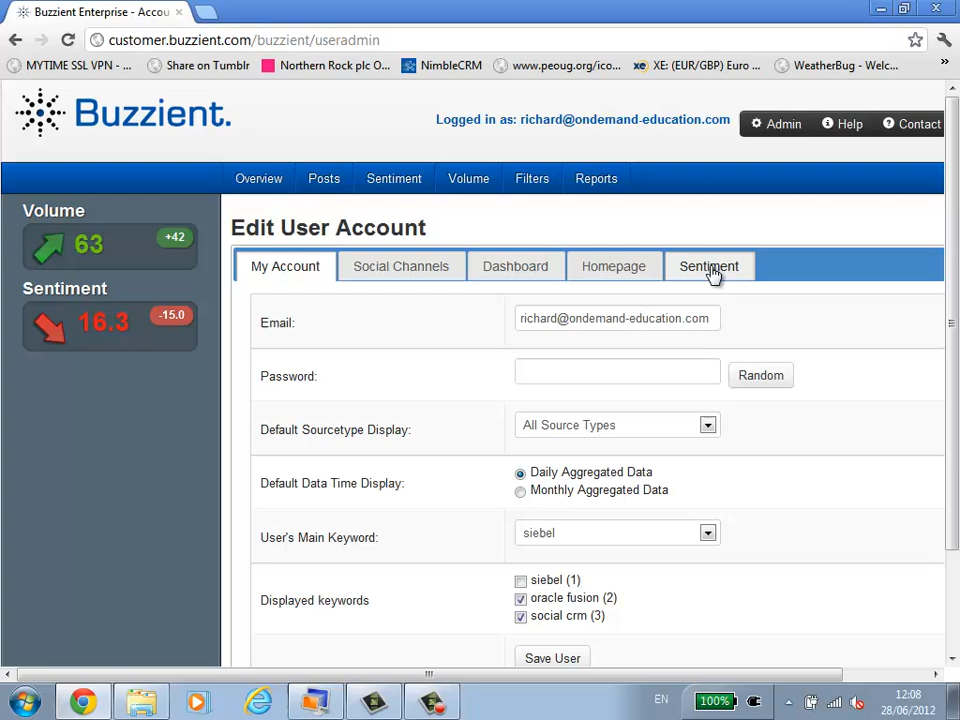 Buzzient Enterprise - Accou
customer.buzzient.com/buzzient/useradmin
MYTIME SSL VPN - ... Share on Tumblr Northern Rock plc O... NimbleCRM www.peoug.org/ico... XE: (EUR/GBP) Euro ... WeatherBug - Welc... »
Buzzient.
Logged in as: richard@ondemand-education.com
Admin Help Contact
Overview Posts Sentiment Volume Filters Reports
Volume
63 +42
Sentiment
16.3 -15.0
Edit User Account
My Account Social Channels Dashboard Homepage Sentiment
Email: richard@ondemand-education.com
Password: Random
Default Sourcetype Display: All Source Types
Default Data Time Display: Daily Aggregated Data
Monthly Aggregated Data
User's Main Keyword: siebel
Displayed keywords
siebel (1)
oracle fusion (2)
social crm (3)
Save User
EN 100% 12:08
28/06/2012